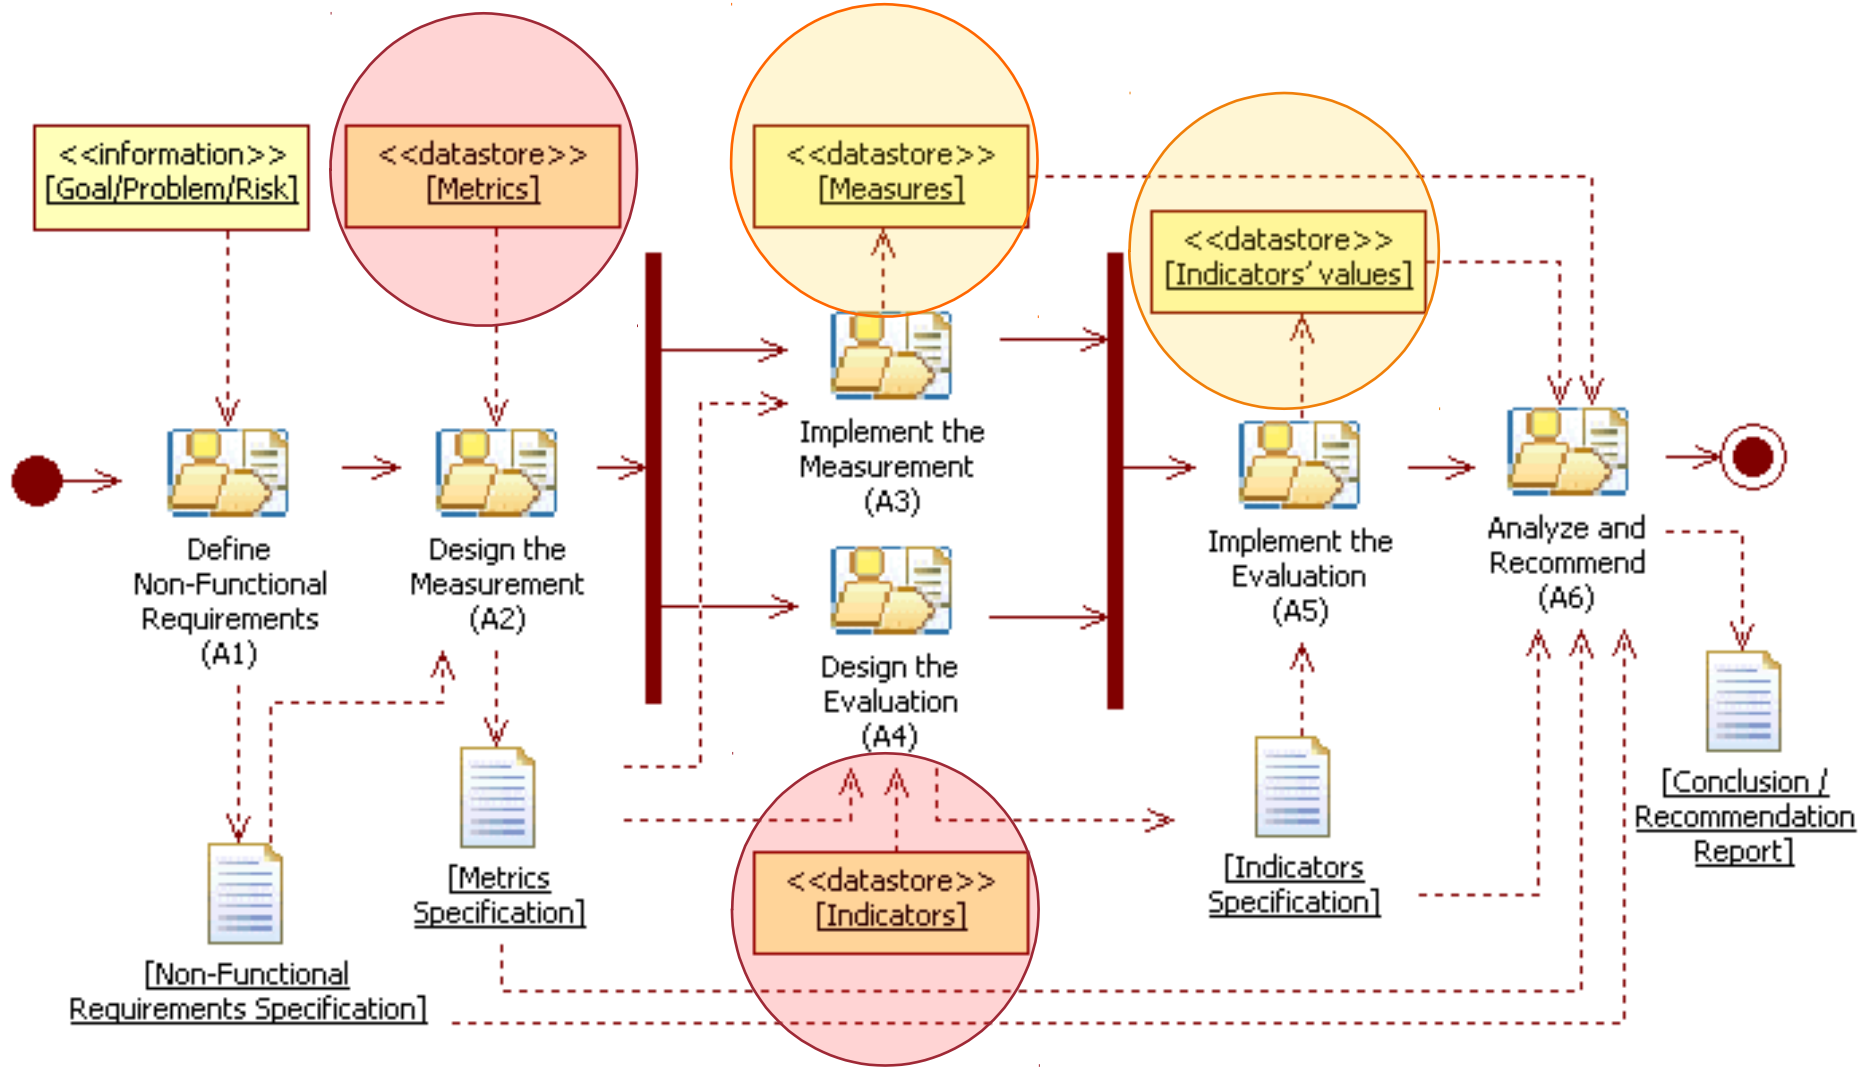 <<information>>
[Goal/Problem/Risk]
<<datastore>>
[Metrics]
<<datastore>>
[Measures]
<<datastore>>
[Indicators' values]
Define
Non-Functional
Requirements
(A1)
Design the
Measurement
(A2)
Implement the
Measurement
(A3)
Design the
Evaluation
(A4)
Implement the
Evaluation
(A5)
Analyze and
Recommend
(A6)
[Non-Functional
Requirements Specification]
[Metrics
Specification]
<<datastore>>
[Indicators]
[Indicators
Specification]
[Conclusion /
Recommendation
Report]